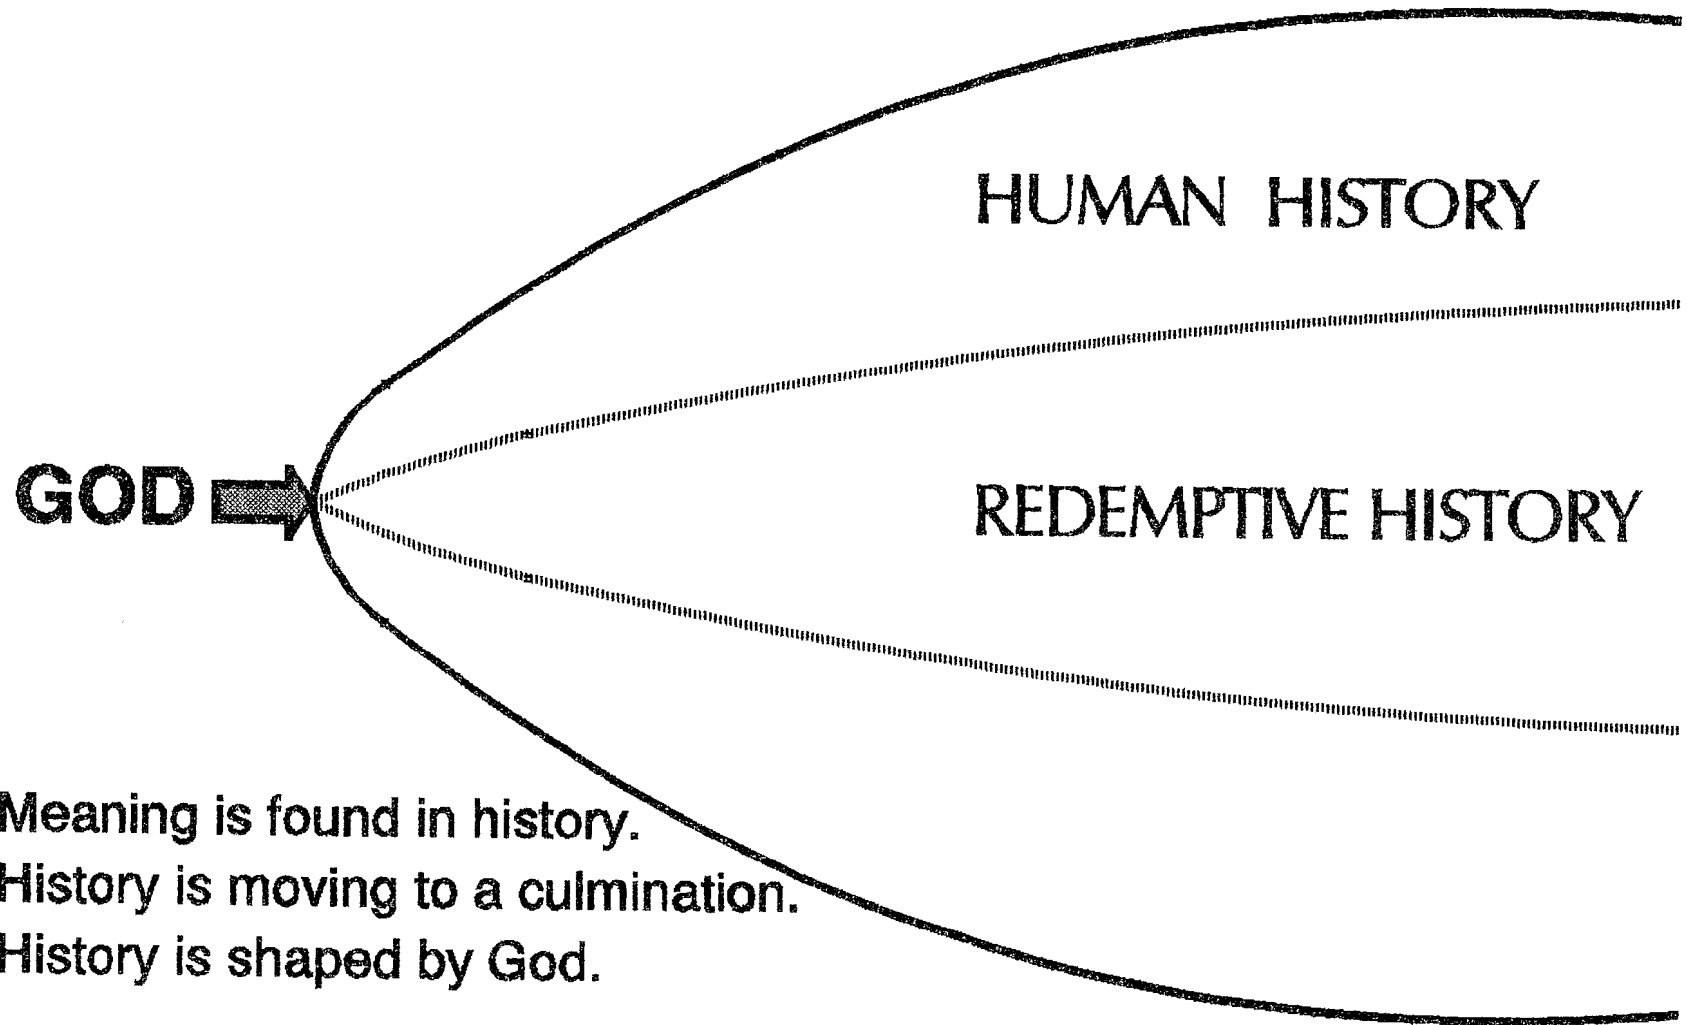 HUMAN HISTORY
GOD
REDEMPTIVE HISTORY
Meaning is found in history.
History is moving to a culmination.
History is shaped by God.